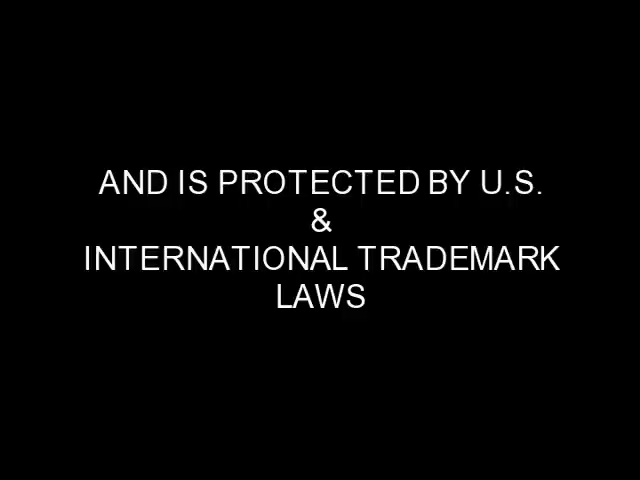 AND IS PROTECTED BY U.S.
&
INTERNATIONAL TRADEMARK
LAWS